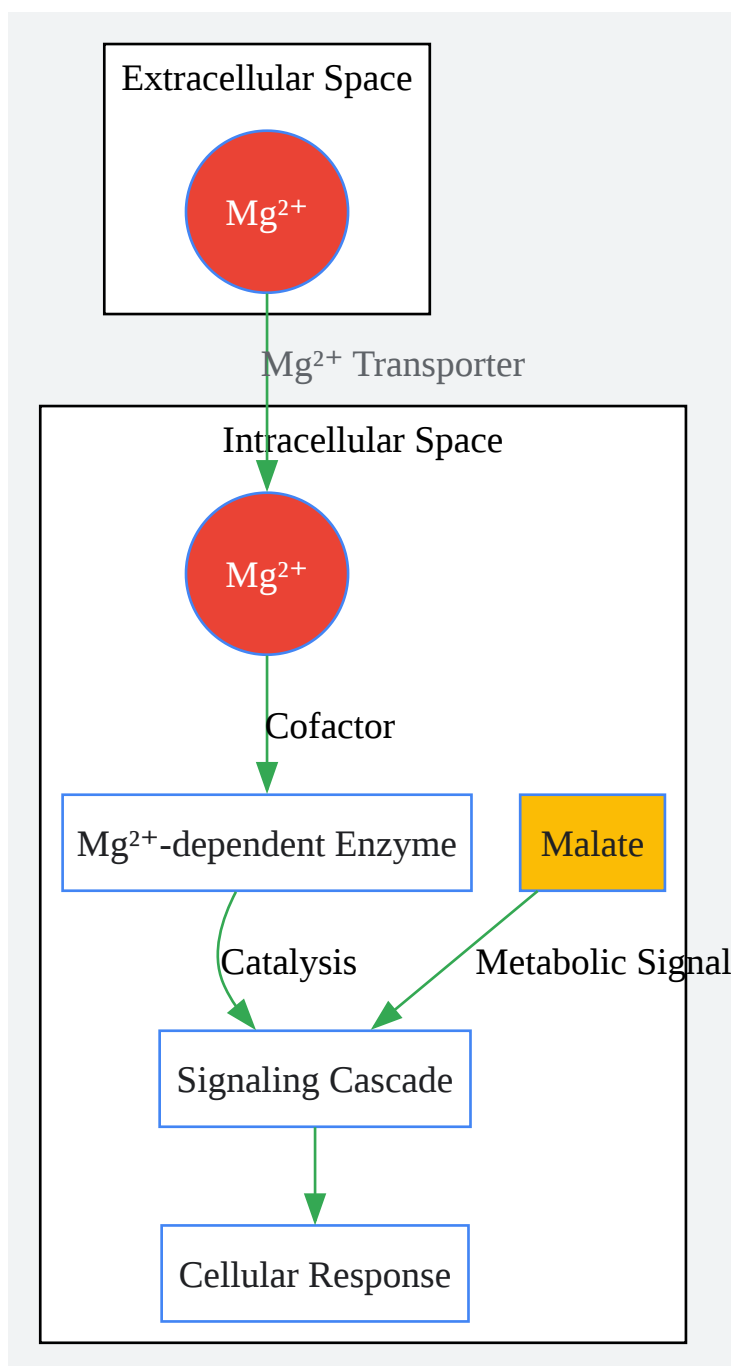 Extracellular Space
Mg²⁺
Mg²⁺ Transporter
Intracellular Space
Mg²⁺
Cofactor
Mg²⁺-dependent Enzyme
Malate
Catalysis
Metabolic Signal
Signaling Cascade
Cellular Response